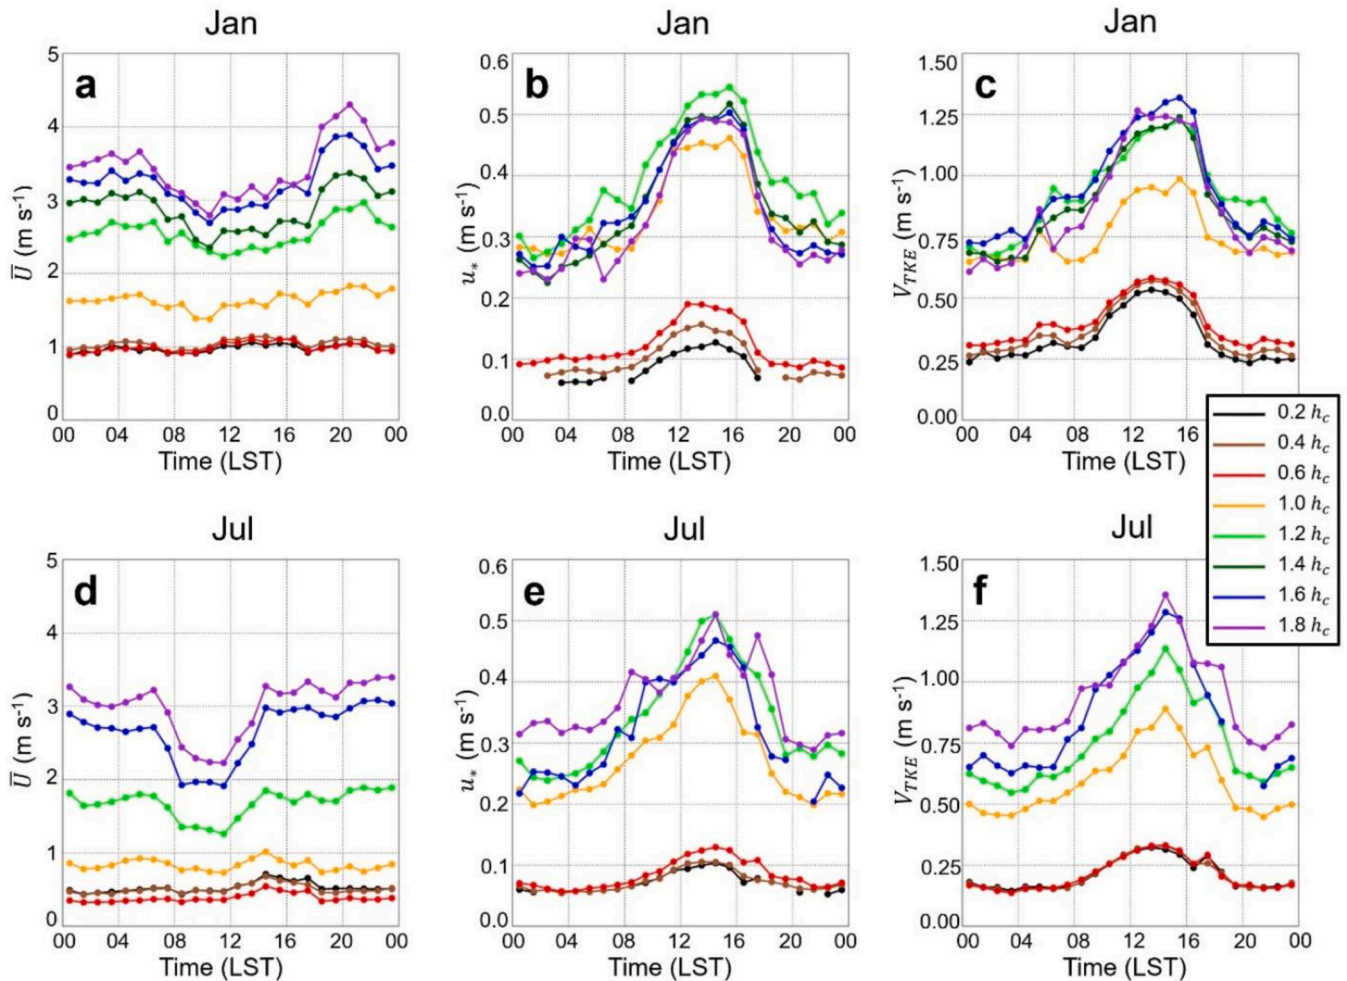 Jan
Jan
Jan
a
5
4
3
2
1
0
U̅ (m s⁻¹)
00 04 08 12 16 20 00
Time (LST)
b
0.6
0.5
0.4
0.3
0.2
0.1
0.0
u* (m s⁻¹)
00 04 08 12 16 20 00
Time (LST)
c
1.50
1.25
1.00
0.75
0.50
0.25
0.00
V_TKE (m s⁻¹)
00 04 08 12 16
Time (LST)
0.2 h_c
0.4 h_c
0.6 h_c
1.0 h_c
1.2 h_c
1.4 h_c
1.6 h_c
1.8 h_c
Jul
Jul
Jul
d
5
4
3
2
1
0
U̅ (m s⁻¹)
00 04 08 12 16 20 00
Time (LST)
e
0.6
0.5
0.4
0.3
0.2
0.1
0.0
u* (m s⁻¹)
00 04 08 12 16 20 00
Time (LST)
f
1.50
1.25
1.00
0.75
0.50
0.25
0.00
V_TKE (m s⁻¹)
00 04 08 12 16 20 00
Time (LST)